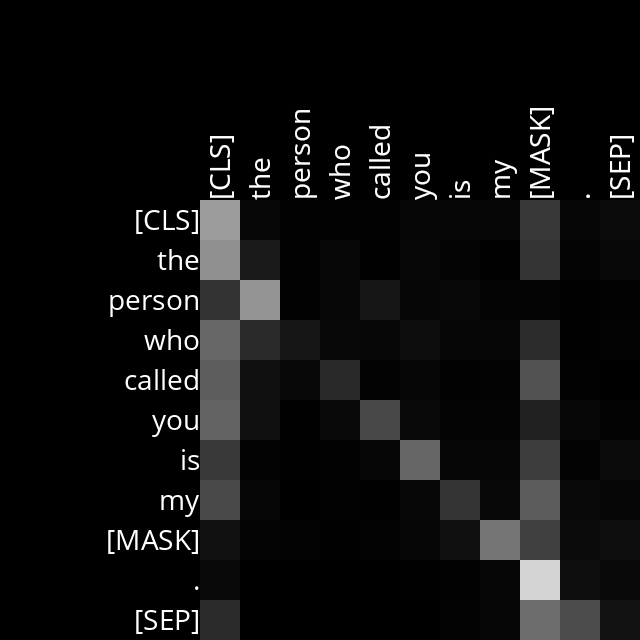 [CLS] the person who called you is my [MASK] . [SEP]
[CLS]
the
person
who
called
you
is
my
[MASK]
.
[SEP]